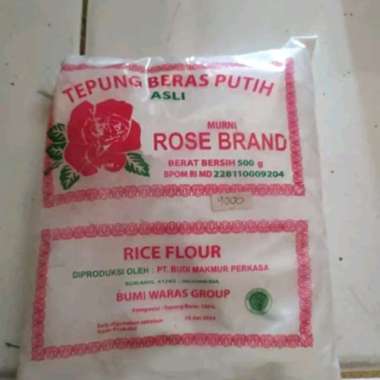 TEPUNG BERAS PUTIH
ASLI
MURNI
ROSE BRAND
BERAT BERSIH 500 g
BPOM RI MD 228110009204
RICE FLOUR
DIPRODUKSI OLEH : PT. BUDI MAKMUR PERKASA
BUMI WARAS GROUP